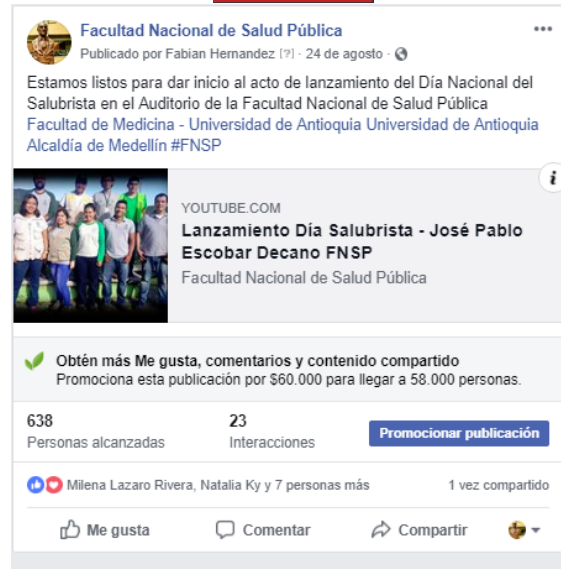 Facultad Nacional de Salud Pública
Publicado por Fabian Hernandez [?] · 24 de agosto ·
Estamos listos para dar inicio al acto de lanzamiento del Día Nacional del
Salubrista en el Auditorio de la Facultad Nacional de Salud Pública
Facultad de Medicina - Universidad de Antioquia Universidad de Antioquia
Alcaldía de Medellín #FNSP
YOUTUBE.COM
Lanzamiento Día Salubrista - José Pablo
Escobar Decano FNSP
Facultad Nacional de Salud Pública
Obtén más Me gusta, comentarios y contenido compartido
Promociona esta publicación por $60.000 para llegar a 58.000 personas.
638
Personas alcanzadas
23
Interacciones
Promocionar publicación
Milena Lazaro Rivera, Natalia Ky y 7 personas más
1 vez compartido
Me gusta
Comentar
Compartir